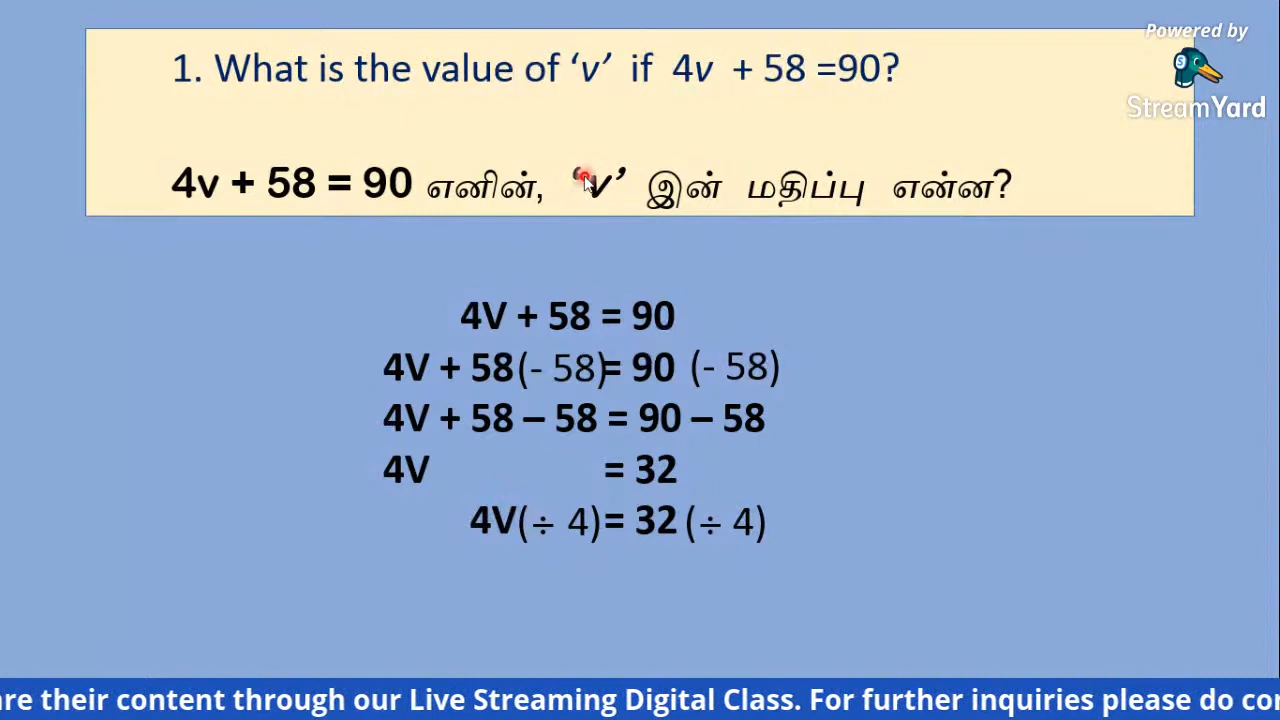 Powered by
StreamYard
1. What is the value of ‘v’ if 4v + 58 =90?
4v + 58 = 90 எனின், ‘v’ இன் மதிப்பு என்ன?
4V + 58 = 90
4V + 58 (- 58) = 90 (- 58)
4V + 58 – 58 = 90 – 58
4V = 32
4V (÷ 4) = 32 (÷ 4)
are their content through our Live Streaming Digital Class. For further inquiries please do